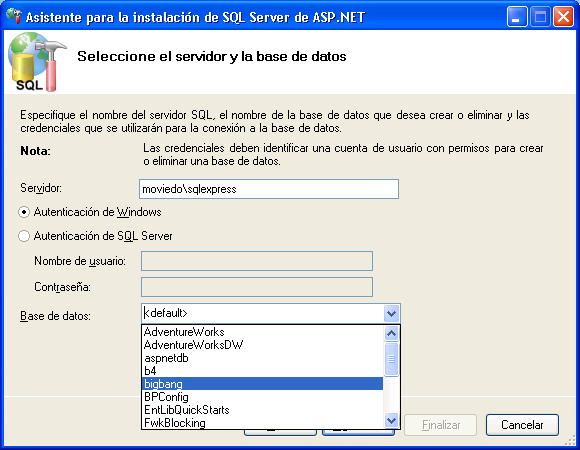 Asistente para la instalación de SQL Server de ASP.NET
SQL
Seleccione el servidor y la base de datos
Especifique el nombre del servidor SQL, el nombre de la base de datos que desea crear o eliminar y las
credenciales que se utilizarán para la conexión a la base de datos.
Nota: Las credenciales deben identificar una cuenta de usuario con permisos para crear
o eliminar una base de datos.
Servidor: moviedo\sqlexpress
Autenticación de Windows
Autenticación de SQL Server
Nombre de usuario:
Contraseña:
Base de datos: <default>
AdventureWorks
AdventureWorksDW
aspnetdb
b4
bigbang
BPConfig
EntLibQuickStarts
FwkBlocking
Finalizar Cancelar